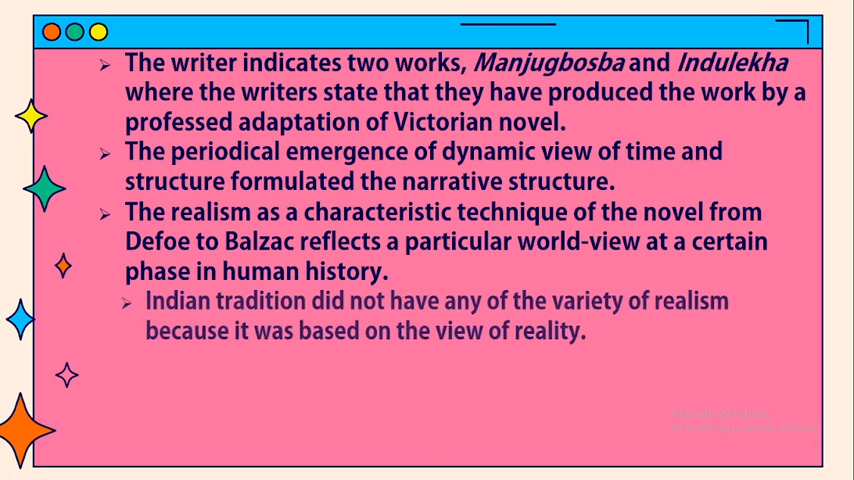 ➢ The writer indicates two works, Manjugbosba and Indulekha
where the writers state that they have produced the work by a
professed adaptation of Victorian novel.
➢ The periodical emergence of dynamic view of time and
structure formulated the narrative structure.
➢ The realism as a characteristic technique of the novel from
Defoe to Balzac reflects a particular world-view at a certain
phase in human history.
➢ Indian tradition did not have any of the variety of realism
because it was based on the view of reality.
Activate Windows